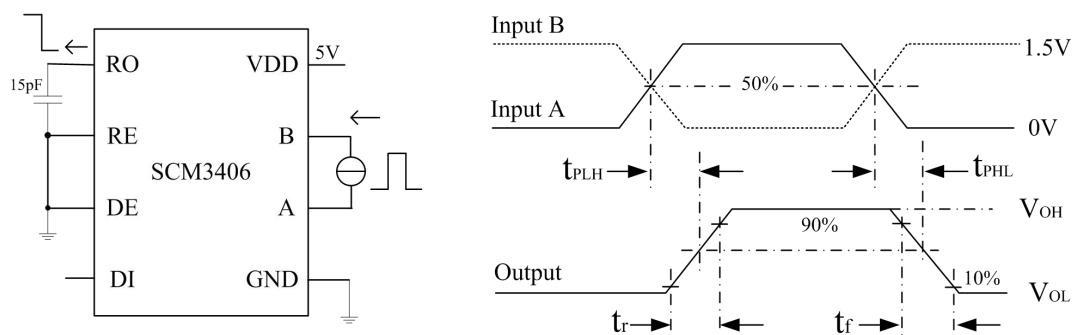 RO
VDD
5V
15pF
RE
B
SCM3406
DE
A
DI
GND
Input B
1.5V
50%
Input A
0V
tPLH
tPHL
VOH
90%
Output
10%
VOL
tr
tf